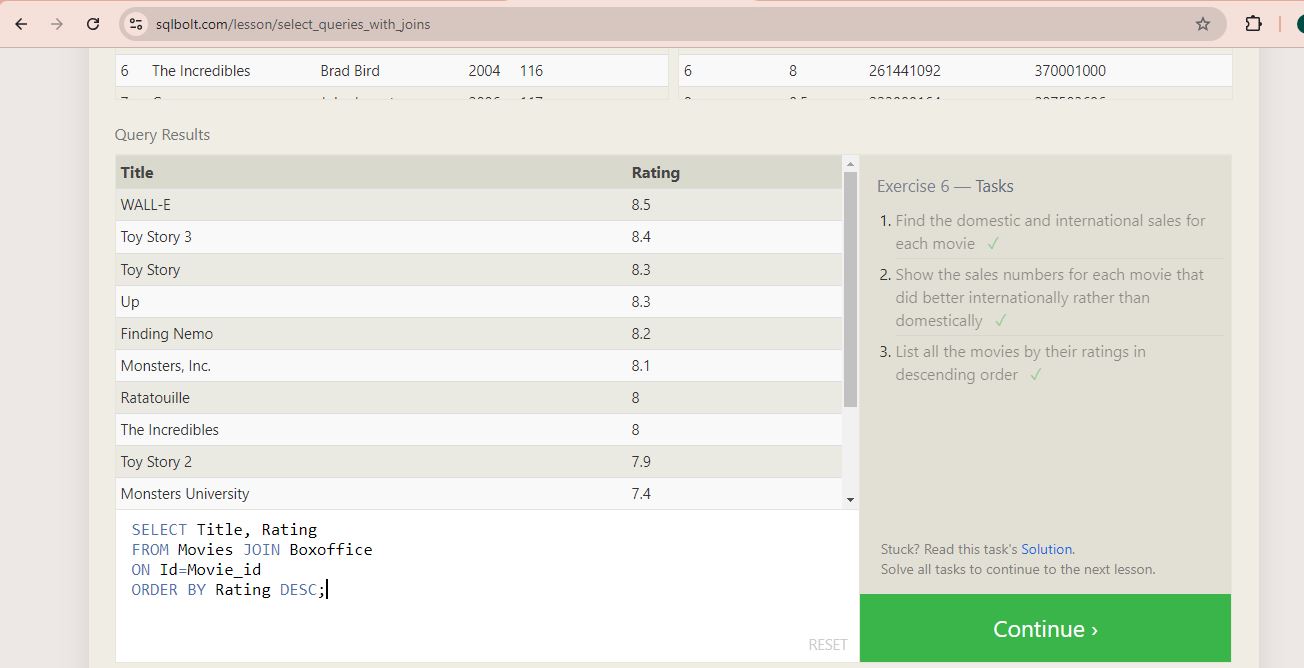 sqlbolt.com/lesson/select_queries_with_joins
6 The Incredibles Brad Bird 2004 116 6 8 261441092 370001000
Query Results
Title Rating
WALL-E 8.5
Toy Story 3 8.4
Toy Story 8.3
Up 8.3
Finding Nemo 8.2
Monsters, Inc. 8.1
Ratatouille 8
The Incredibles 8
Toy Story 2 7.9
Monsters University 7.4
SELECT Title, Rating
FROM Movies JOIN Boxoffice
ON Id=Movie_id
ORDER BY Rating DESC;
RESET
Exercise 6 — Tasks
1. Find the domestic and international sales for
each movie ✓
2. Show the sales numbers for each movie that
did better internationally rather than
domestically ✓
3. List all the movies by their ratings in
descending order ✓
Stuck? Read this task's Solution.
Solve all tasks to continue to the next lesson.
Continue ›